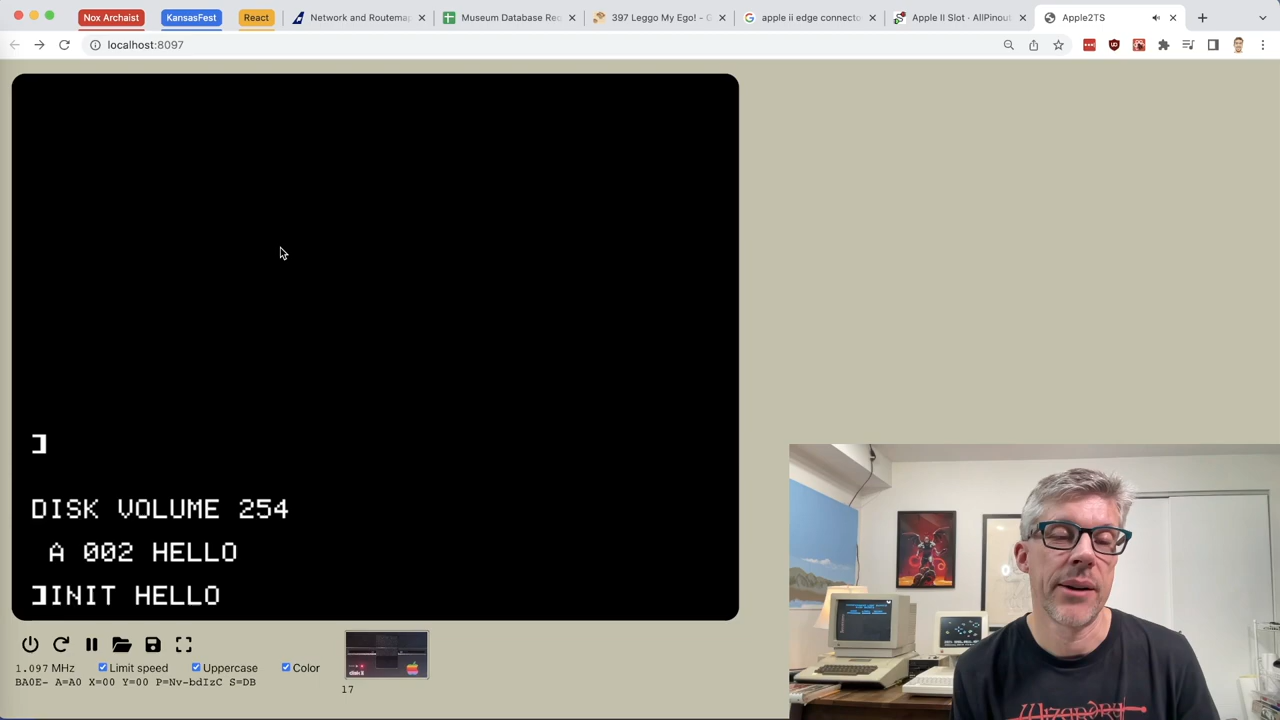 Nox Archaist
KansasFest
React
Network and Routema
Museum Database Re
397 Leggo My Ego! - G
apple ii edge connecto
Apple II Slot - AllPinout
Apple2TS
localhost:8097
]
DISK VOLUME 254
A 002 HELLO
]INIT HELLO
1.097 MHz
Limit speed
Uppercase
Color
BA0E- A=A0 X=00 Y=00 P=Nv-bdIzC S=DB
17
Wizardry